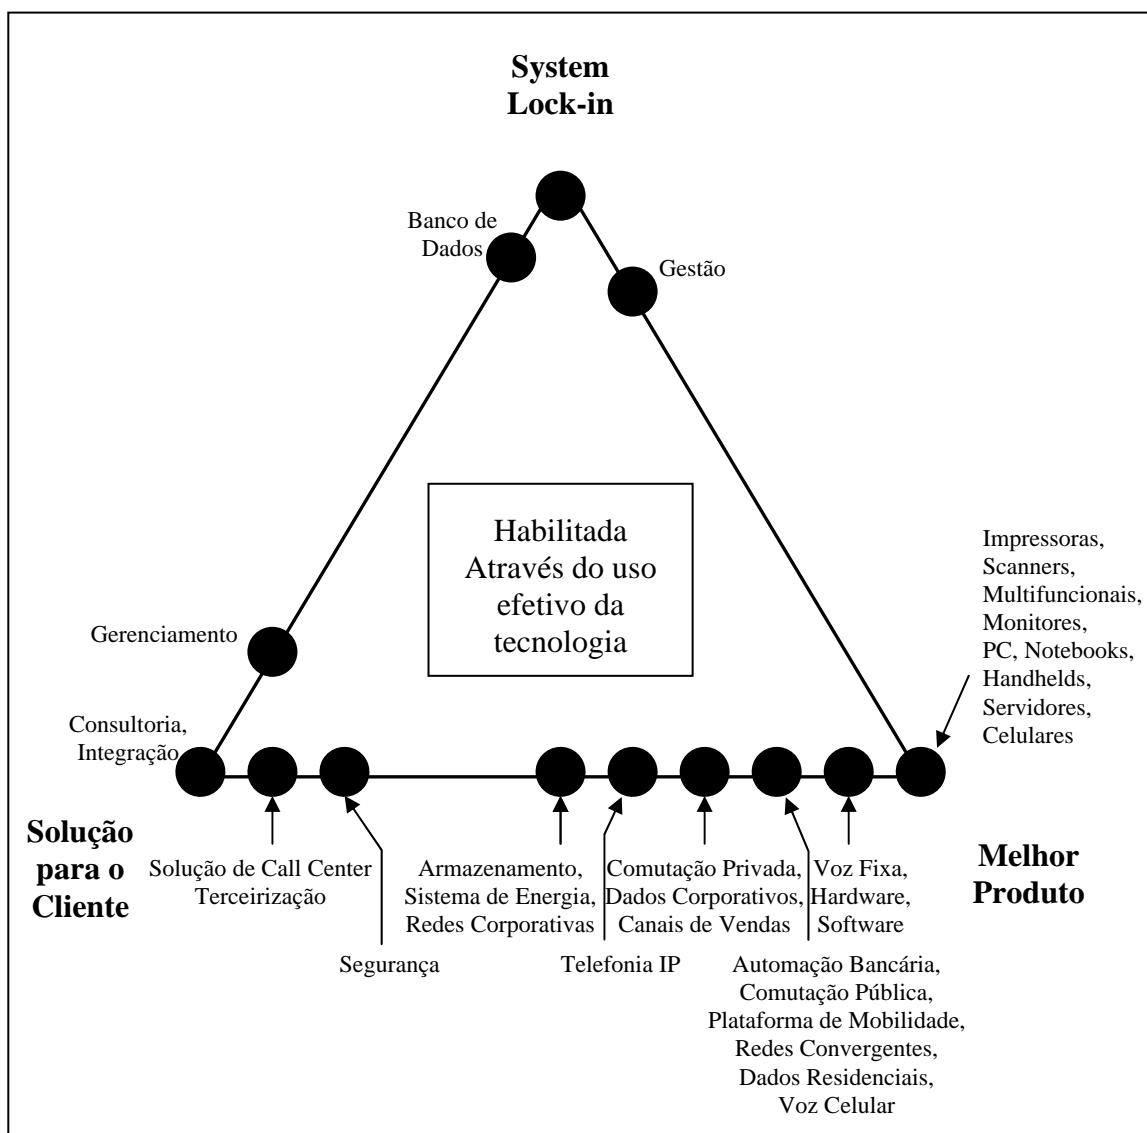 System
Lock-in
Banco de
Dados
Gestão
Habilitada
Através do uso
efetivo da
tecnologia
Impressoras,
Scanners,
Multifuncionais,
Monitores,
PC, Notebooks,
Handhelds,
Servidores,
Celulares
Gerenciamento
Consultoria,
Integração
Solução
para o
Cliente
Solução de Call Center
Terceirização
Segurança
Armazenamento,
Sistema de Energia,
Redes Corporativas
Telefonia IP
Comutação Privada,
Dados Corporativos,
Canais de Vendas
Automação Bancária,
Comutação Pública,
Plataforma de Mobilidade,
Redes Convergentes,
Dados Residenciais,
Voz Celular
Voz Fixa,
Hardware,
Software
Melhor
Produto